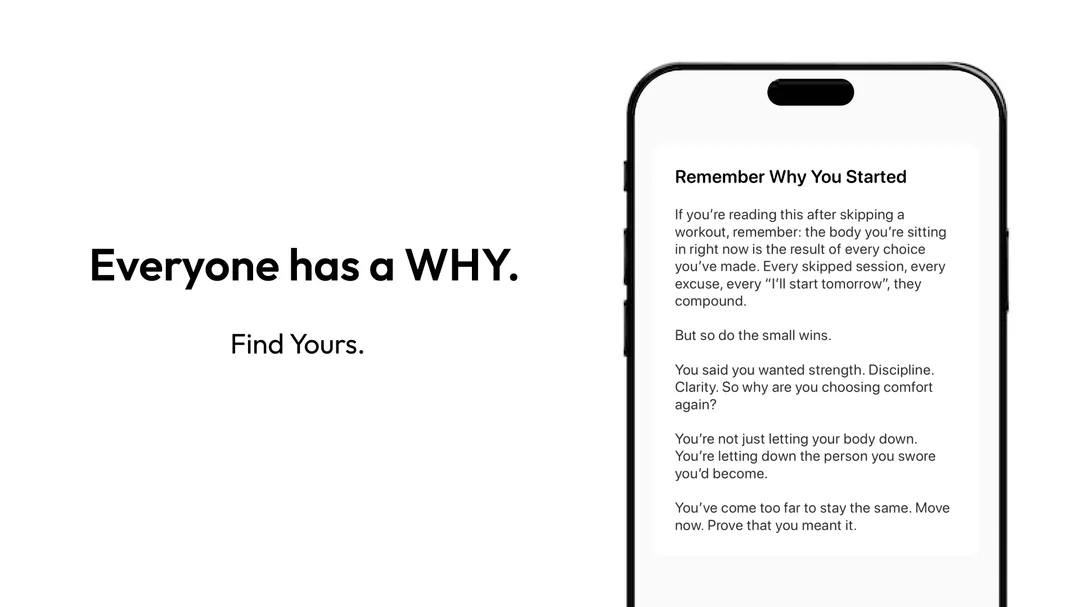 Everyone has a WHY.
Find Yours.
Remember Why You Started
If you’re reading this after skipping a
workout, remember: the body you’re sitting
in right now is the result of every choice
you’ve made. Every skipped session, every
excuse, every “I’ll start tomorrow”, they
compound.
But so do the small wins.
You said you wanted strength. Discipline.
Clarity. So why are you choosing comfort
again?
You’re not just letting your body down.
You’re letting down the person you swore
you’d become.
You’ve come too far to stay the same. Move
now. Prove that you meant it.